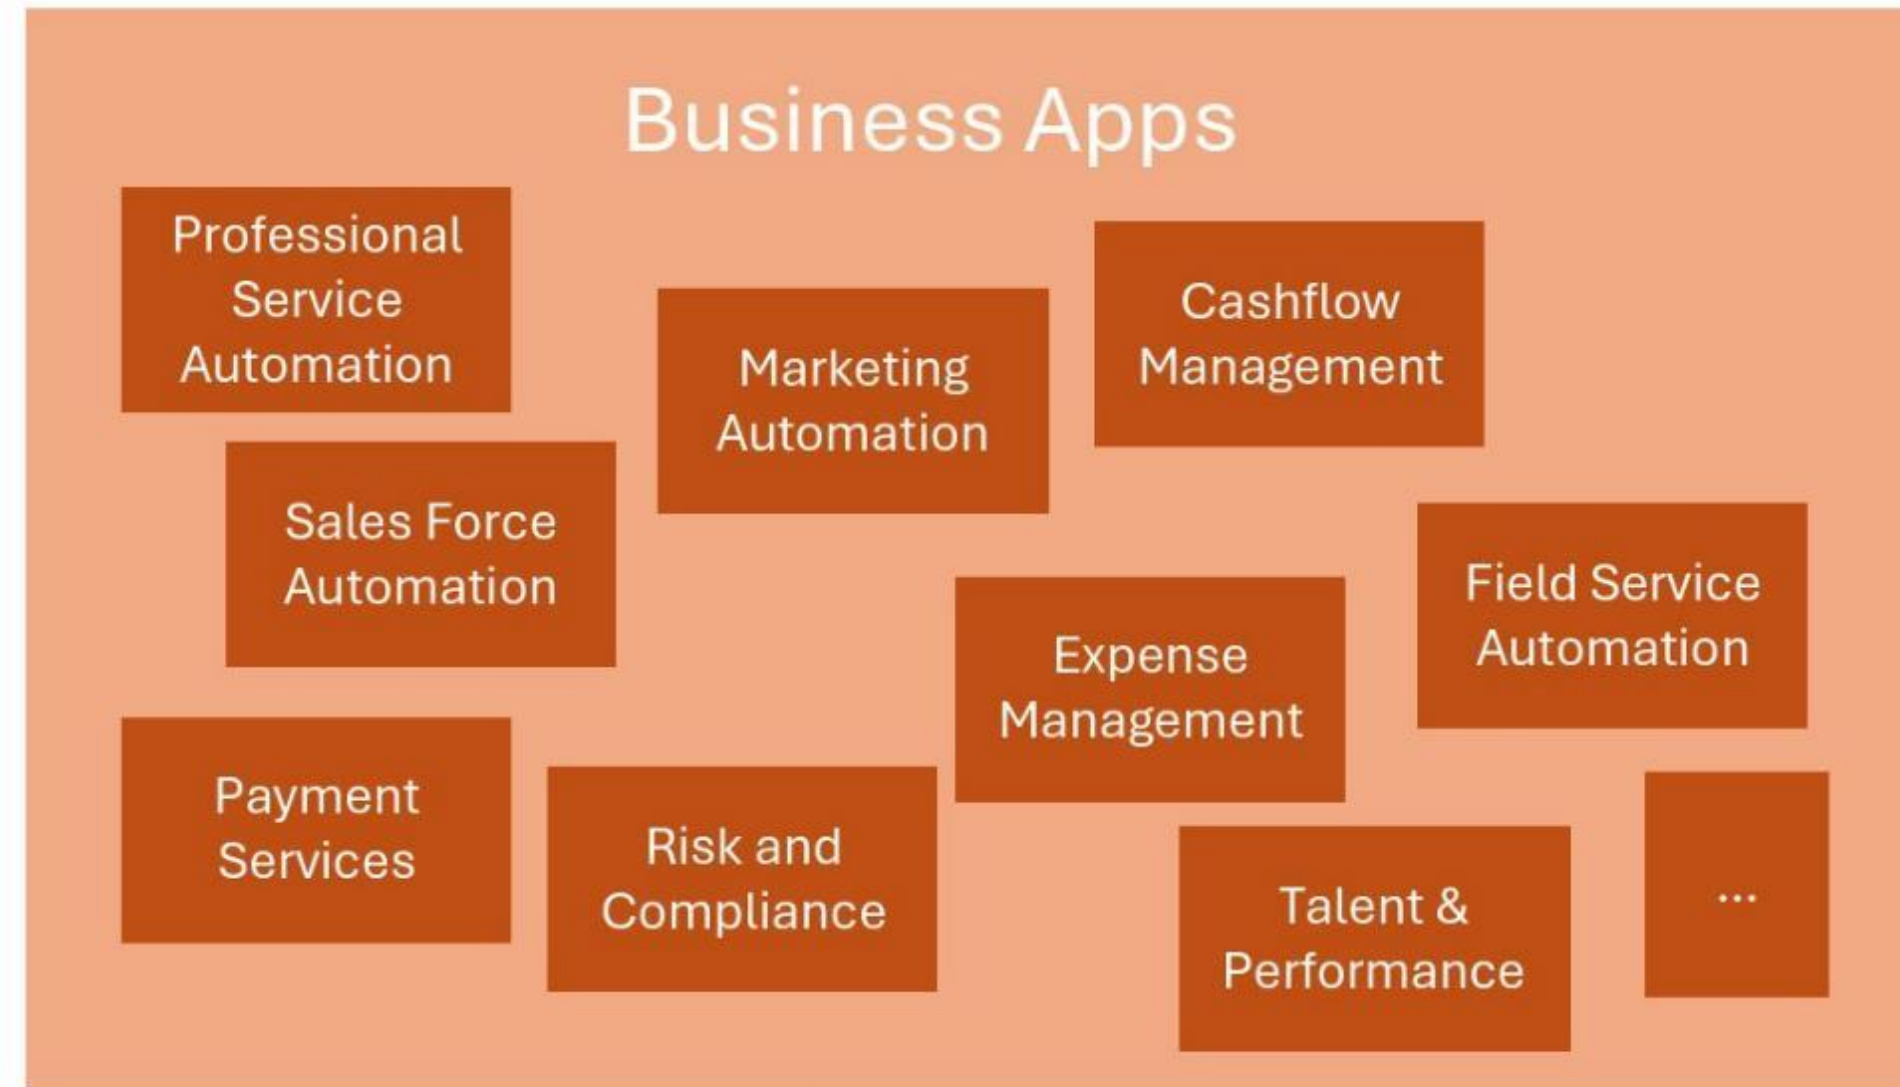 Business Apps
Professional
Service
Automation
Marketing
Automation
Cashflow
Management
Sales Force
Automation
Field Service
Automation
Expense
Management
Payment
Services
Risk and
Compliance
Talent &
Performance
...